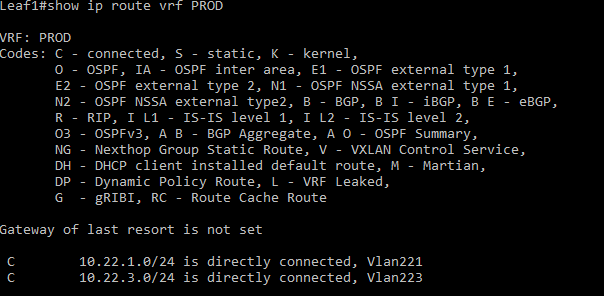 Leaf1#show ip route vrf PROD
VRF: PROD
Codes: C - connected, S - static, K - kernel,
O - OSPF, IA - OSPF inter area, E1 - OSPF external type 1,
E2 - OSPF external type 2, N1 - OSPF NSSA external type 1,
N2 - OSPF NSSA external type2, B - BGP, B I - iBGP, B E - eBGP,
R - RIP, I L1 - IS-IS level 1, I L2 - IS-IS level 2,
O3 - OSPFv3, A B - BGP Aggregate, A O - OSPF Summary,
NG - Nexthop Group Static Route, V - VXLAN Control Service,
DH - DHCP client installed default route, M - Martian,
DP - Dynamic Policy Route, L - VRF Leaked,
G  - gRIBI, RC - Route Cache Route
Gateway of last resort is not set
C        10.22.1.0/24 is directly connected, Vlan221
C        10.22.3.0/24 is directly connected, Vlan223